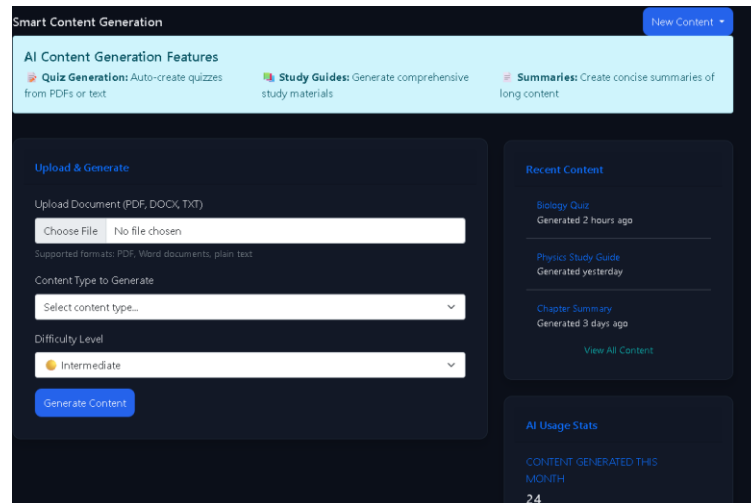 Smart Content Generation
New Content
AI Content Generation Features
Quiz Generation: Auto-create quizzes
from PDFs or text
Study Guides: Generate comprehensive
study materials
Summaries: Create concise summaries of
long content
Upload & Generate
Upload Document (PDF, DOCX, TXT)
Choose File No file chosen
Supported formats: PDF, Word documents, plain text
Content Type to Generate
Select content type...
Difficulty Level
Intermediate
Generate Content
Recent Content
Biology Quiz
Generated 2 hours ago
Physics Study Guide
Generated yesterday
Chapter Summary
Generated 3 days ago
View All Content
AI Usage Stats
CONTENT GENERATED THIS
MONTH
24